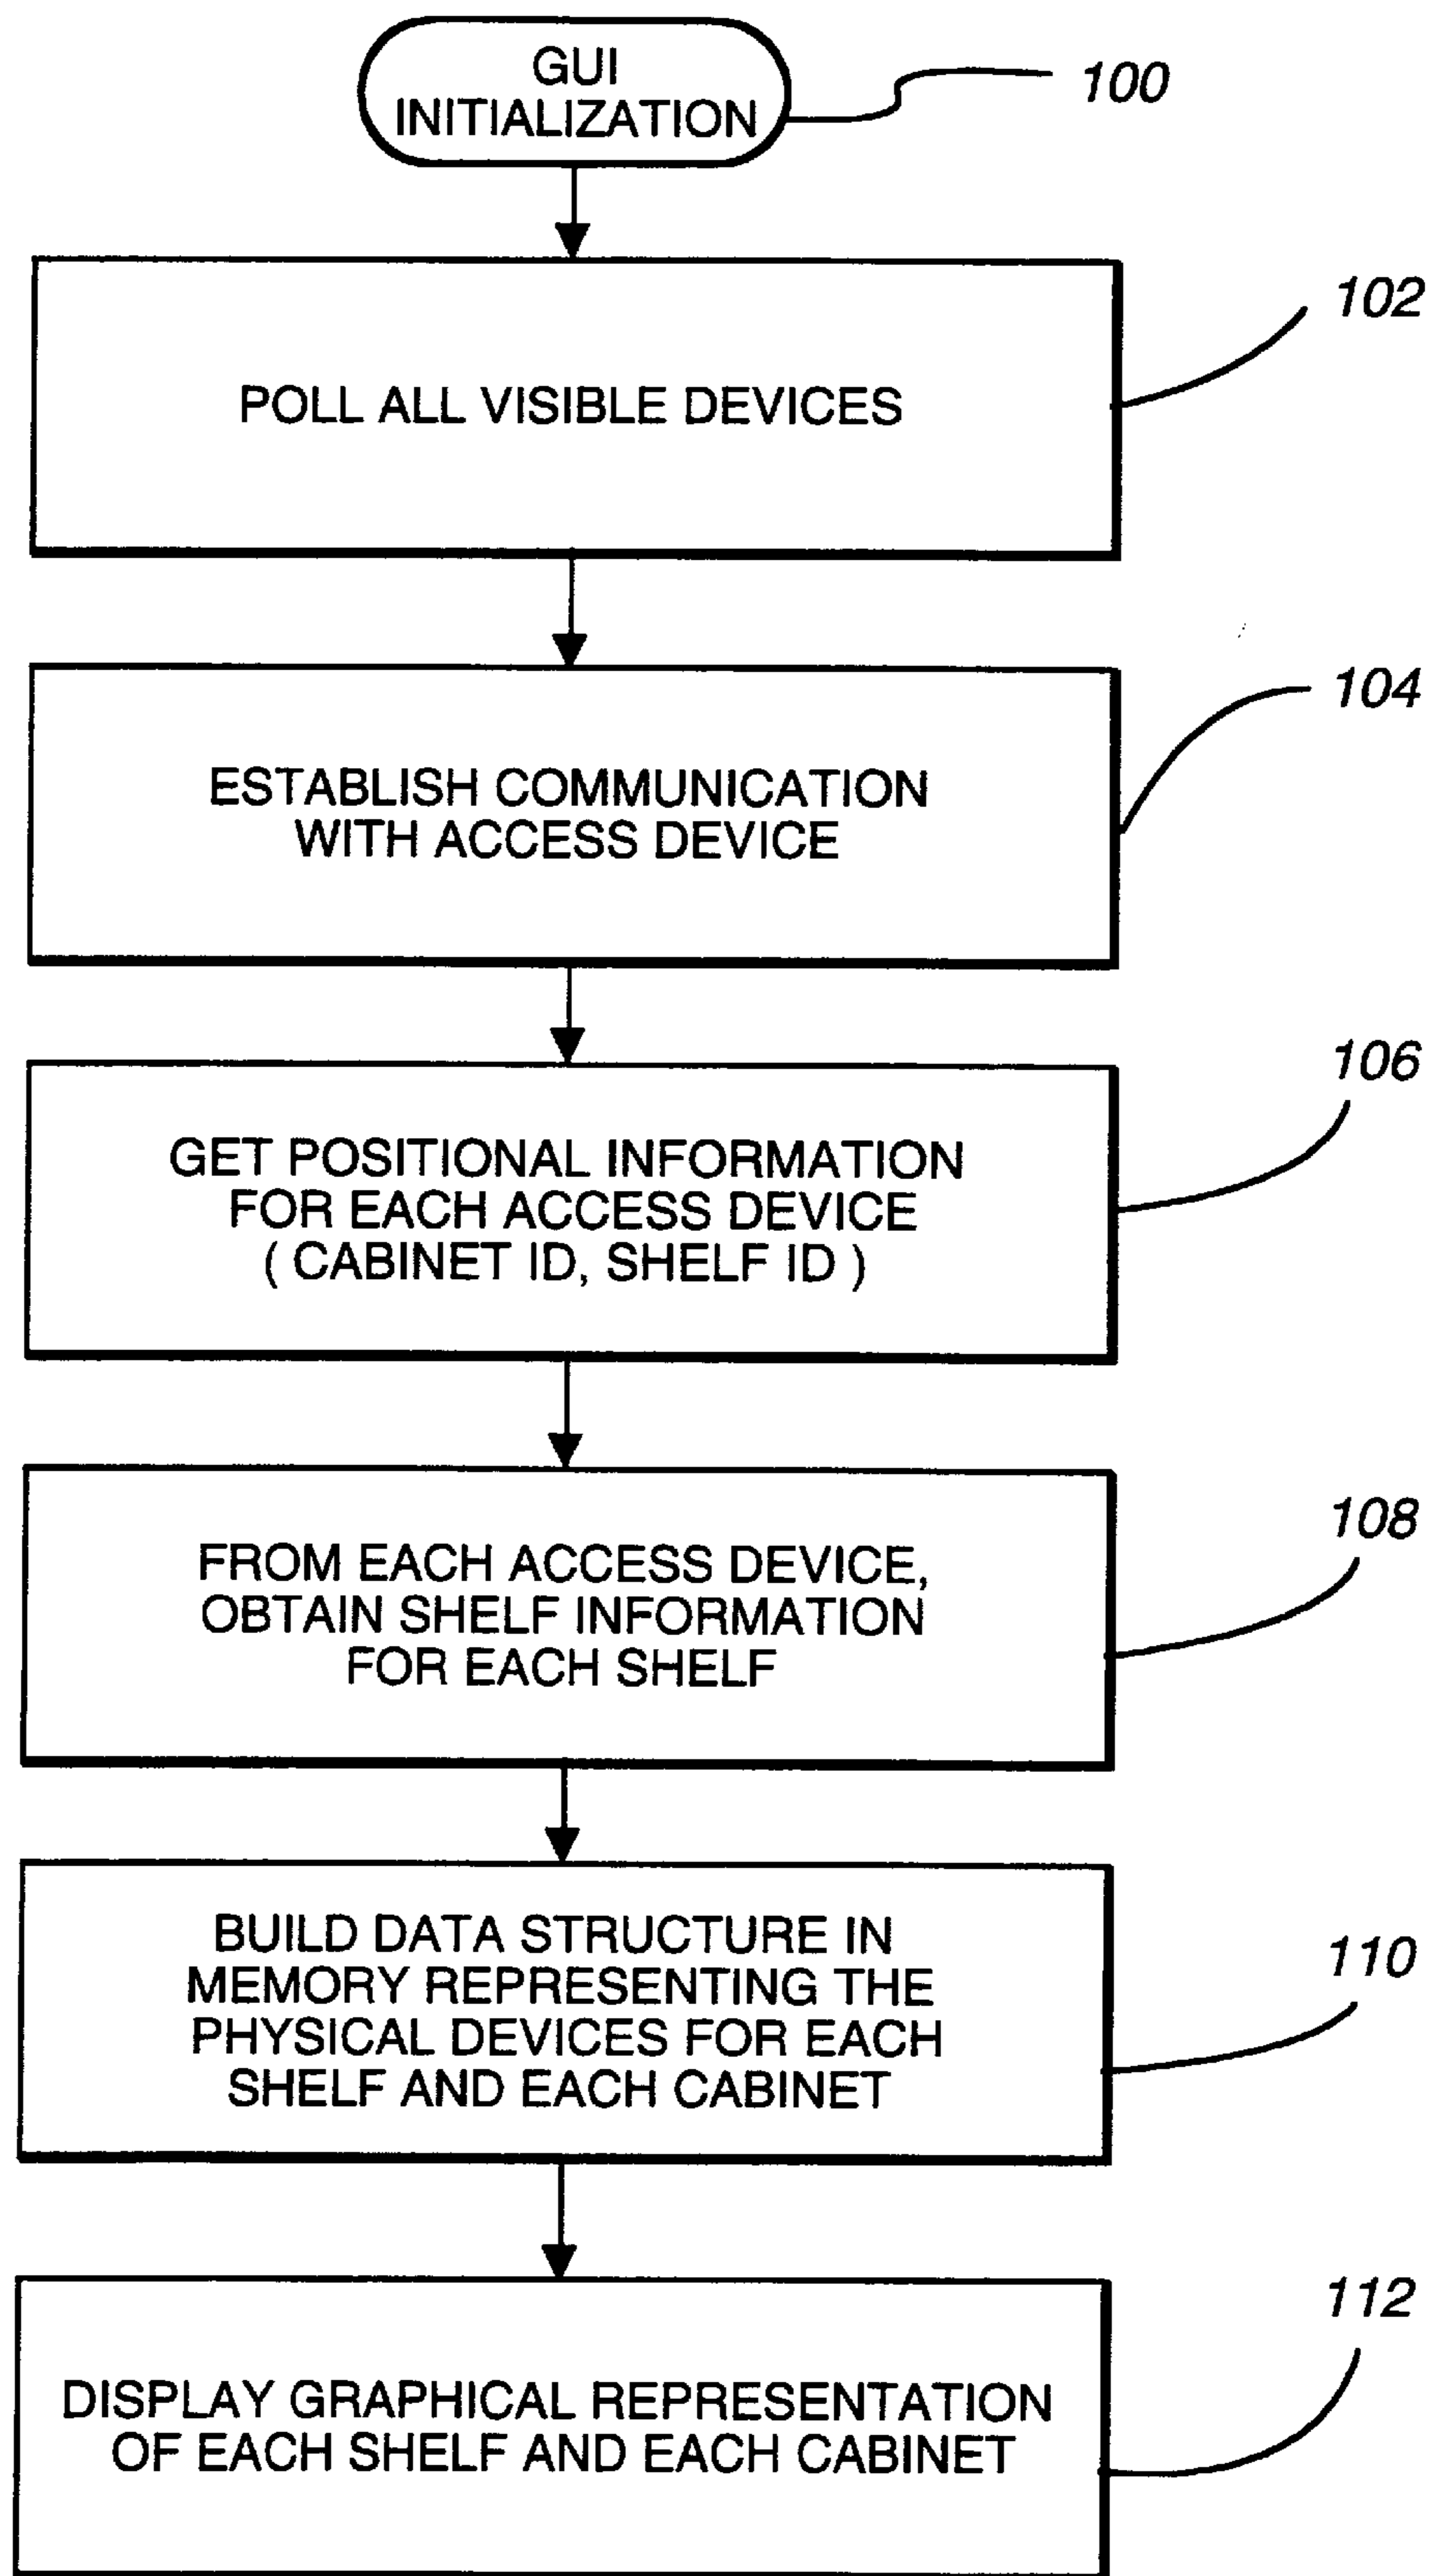 GUI
INITIALIZATION
100
POLL ALL VISIBLE DEVICES
102
ESTABLISH COMMUNICATION
WITH ACCESS DEVICE
104
GET POSITIONAL INFORMATION
FOR EACH ACCESS DEVICE
( CABINET ID, SHELF ID )
106
FROM EACH ACCESS DEVICE,
OBTAIN SHELF INFORMATION
FOR EACH SHELF
108
BUILD DATA STRUCTURE IN
MEMORY REPRESENTING THE
PHYSICAL DEVICES FOR EACH
SHELF AND EACH CABINET
110
DISPLAY GRAPHICAL REPRESENTATION
OF EACH SHELF AND EACH CABINET
112